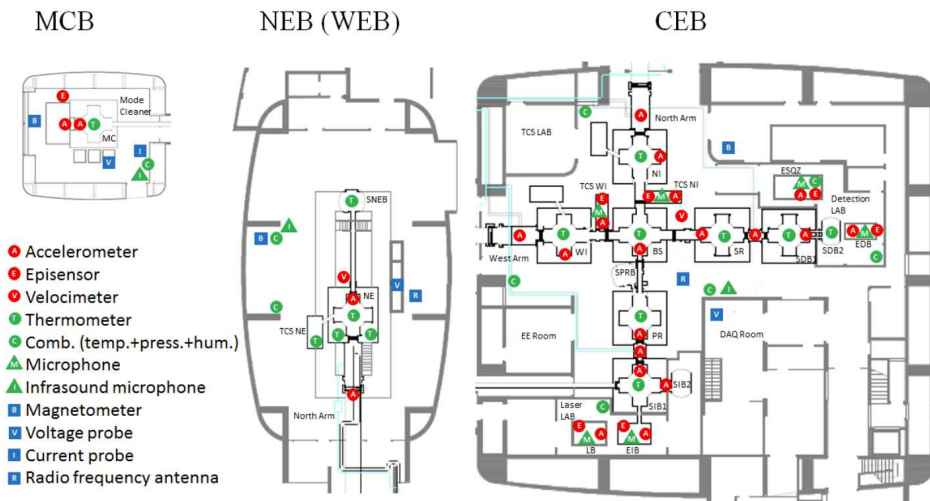 MCB
NEB (WEB)
CEB
Mode
Cleaner
MC
E
A
A
T
B
V
I
C
I
A Accelerometer
E Episensor
V Velocimeter
T Thermometer
C Comb. (temp.+press.+hum.)
M Microphone
I Infrasound microphone
B Magnetometer
V Voltage probe
I Current probe
R Radio frequency antenna
T
SNEB
B
C
I
V
V
R
C
A
NE
T
TCS NE
T
T
T
A
North Arm
C
TCS LAB
A
North Arm
T
A
NI
B
ESQZ
M
C
A
E
TCS WI
E
M
A
TCS NI
E
M
A
V
Detection
LAB
A
M
E
EDB
C
West Arm
A
T
A
WI
T
A
BS
A
T
SR
A
T
A
SDB1
T
SDB2
C
SPRB
R
C
I
V
DAQ Room
EE Room
T
PR
A
A
A
T
A
SIB2
SIB1
Laser
LAB
C
E
M
A
LB
E
M
A
EIB